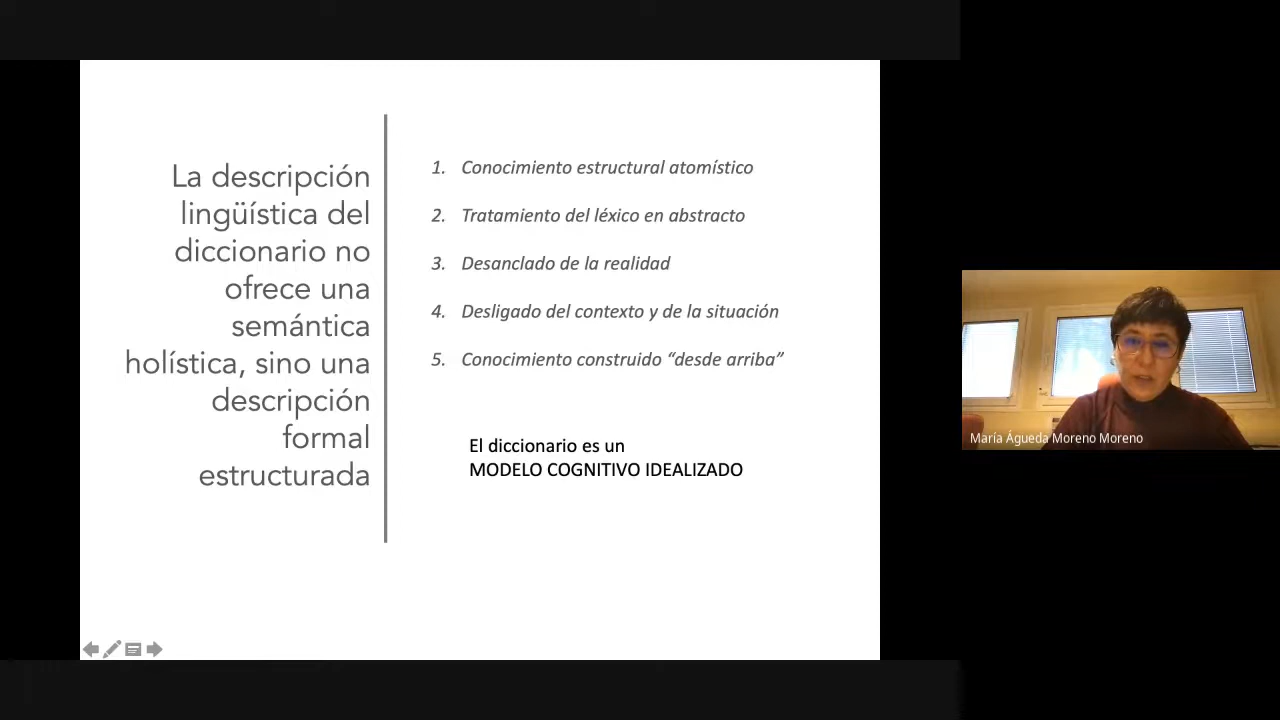 La descripción
lingüística del
diccionario no
ofrece una
semántica
holística, sino una
descripción
formal
estructurada
1. Conocimiento estructural atomístico
2. Tratamiento del léxico en abstracto
3. Desanclado de la realidad
4. Desligado del contexto y de la situación
5. Conocimiento construido “desde arriba”
El diccionario es un
MODELO COGNITIVO IDEALIZADO
María Águeda Moreno Moreno